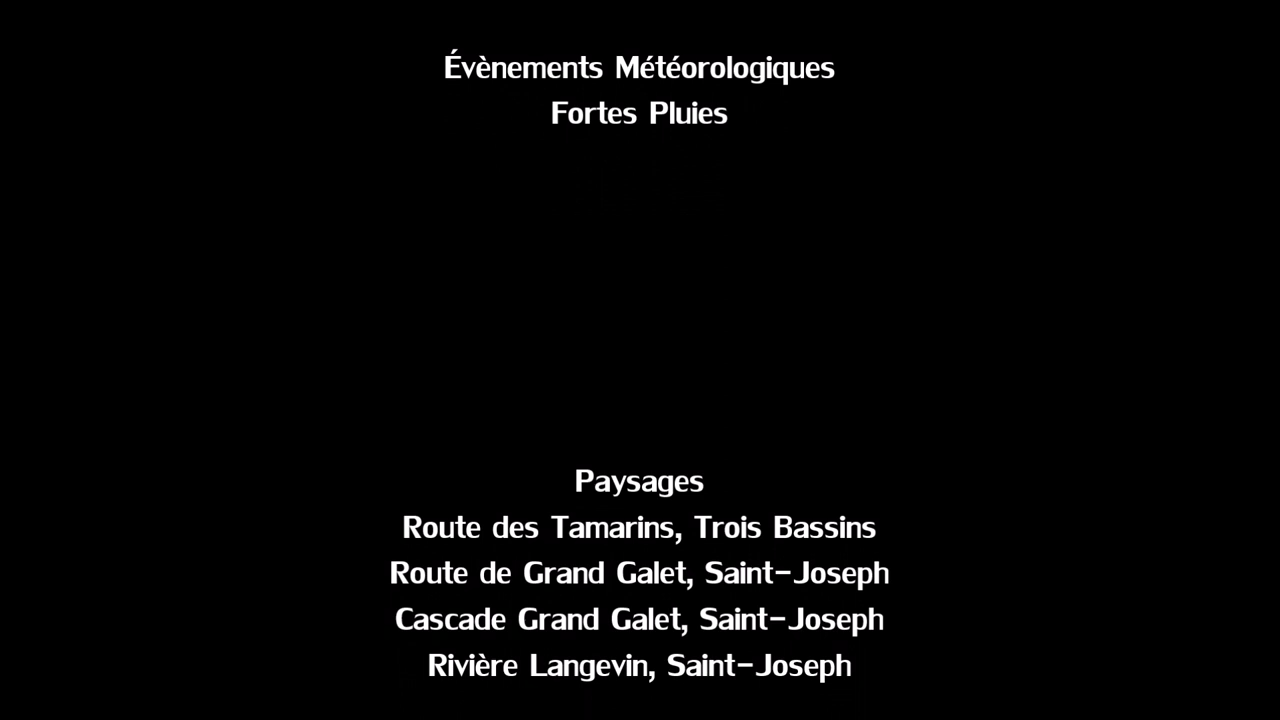 Évènements Météorologiques
Fortes Pluies
Paysages
Route des Tamarins, Trois Bassins
Route de Grand Galet, Saint-Joseph
Cascade Grand Galet, Saint-Joseph
Rivière Langevin, Saint-Joseph